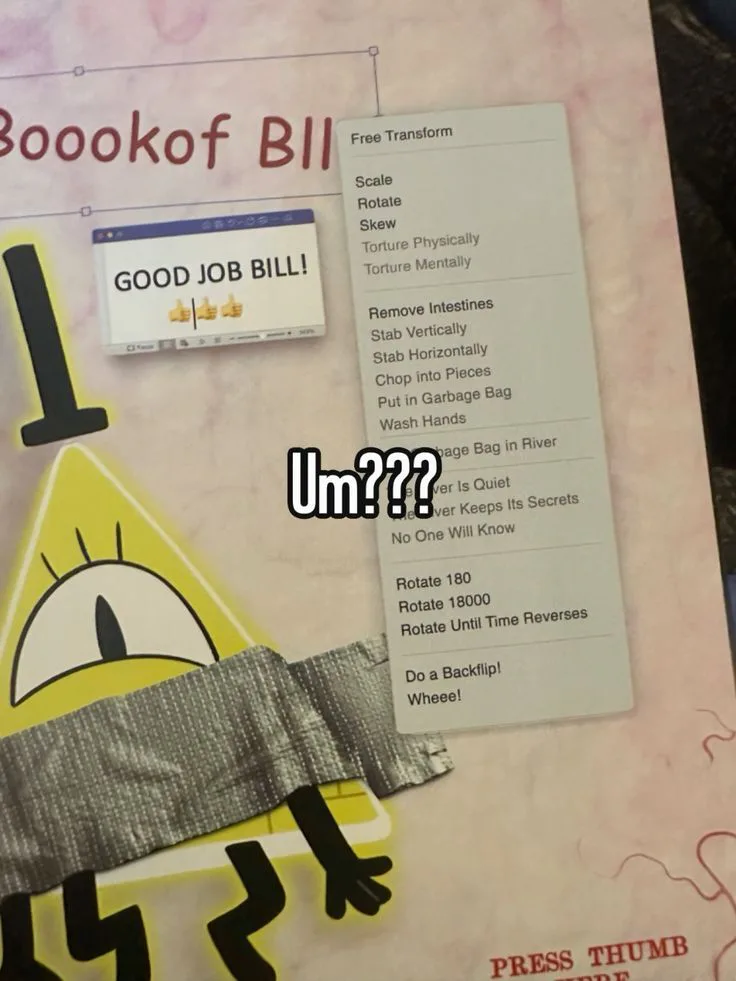 Boookof BIl
Free Transform
Scale
Rotate
Skew
Torture Physically
Torture Mentally
GOOD JOB BILL!
👍👍👍
Remove Intestines
Stab Vertically
Stab Horizontally
Chop into Pieces
Put in Garbage Bag
Wash Hands
bage Bag in River
Um???
ver Is Quiet
ver Keeps Its Secrets
No One Will Know
Rotate 180
Rotate 18000
Rotate Until Time Reverses
Do a Backflip!
Wheee!
PRESS THUMB
HERE